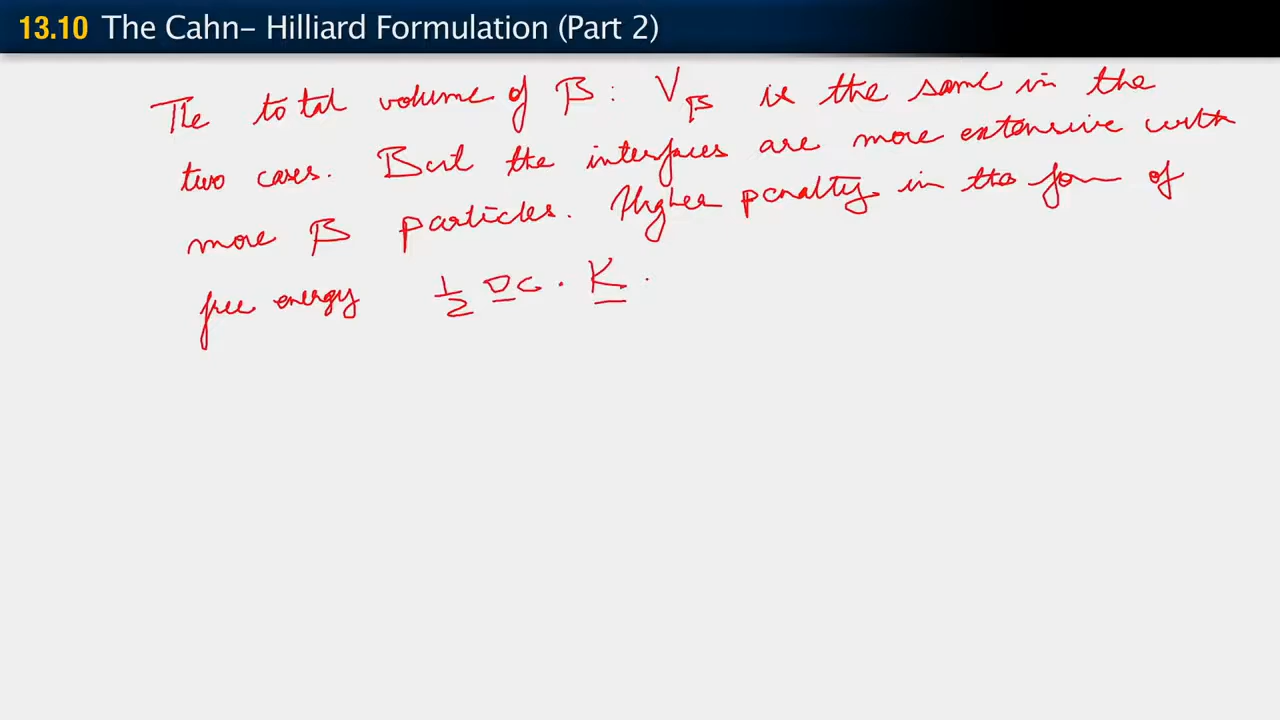 13.10 The Cahn– Hilliard Formulation (Part 2)
The total volume of β : V_β is the same in the
two cases. But the interfaces are more extensive with
more β particles. Higher penalty in the form of
free energy ½ ∇c · K ·